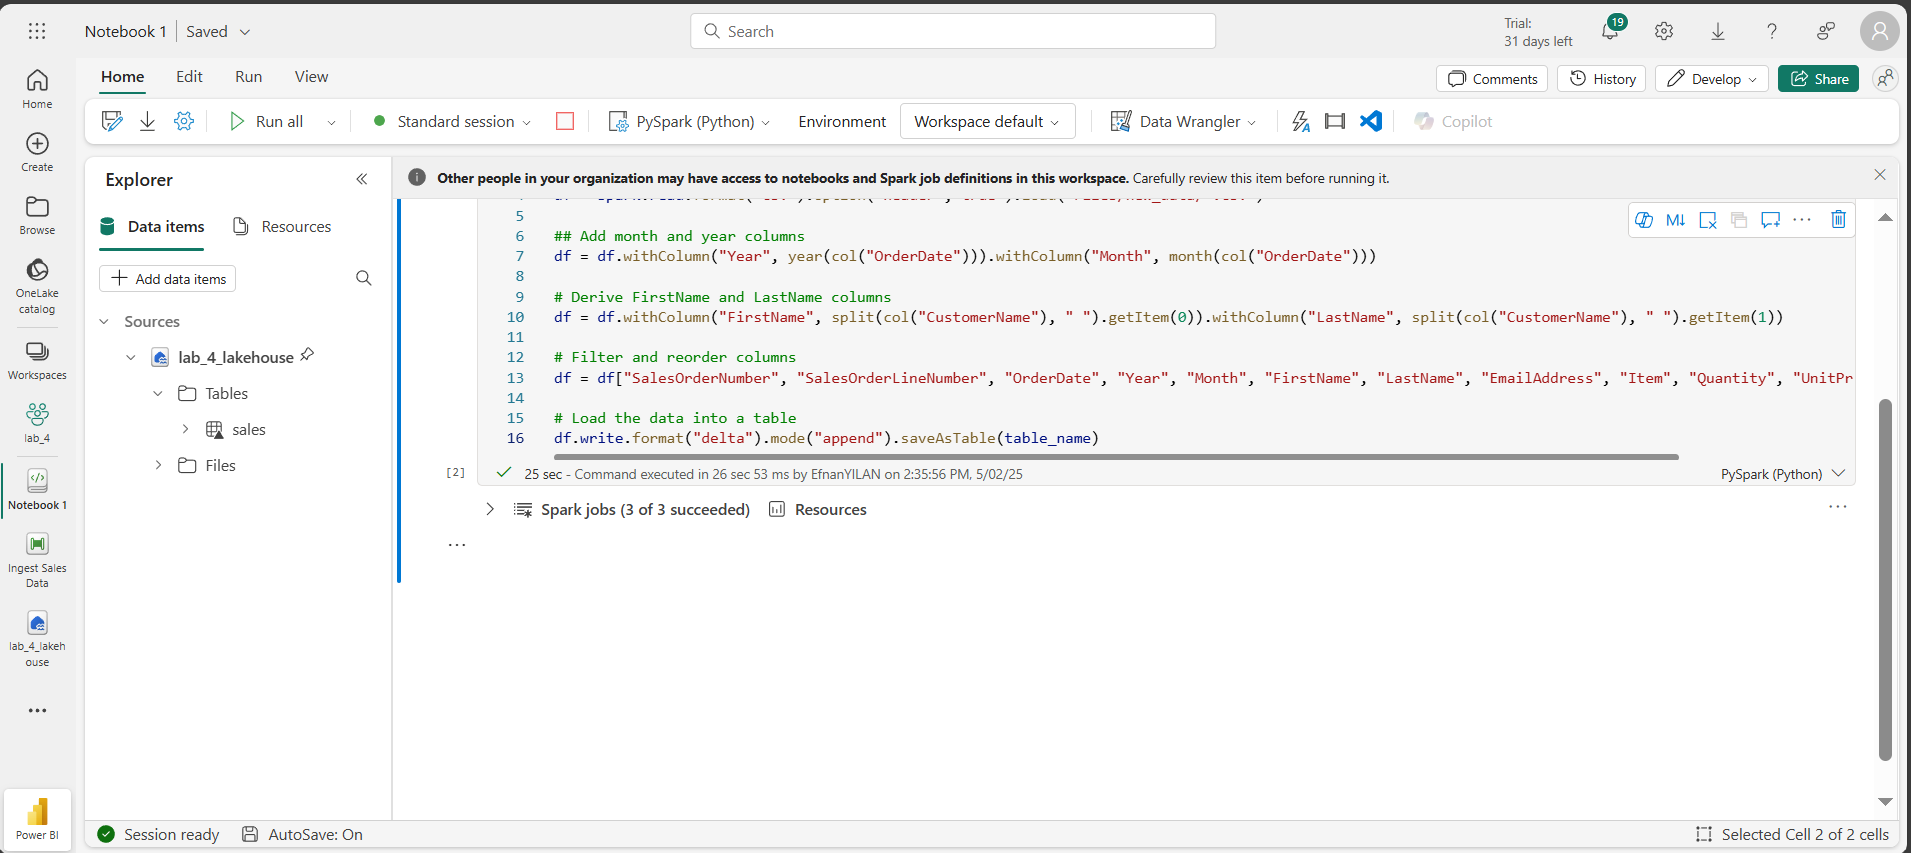 Notebook 1 | Saved
Search
Trial:
31 days left
19
Home Edit Run View
Comments History Develop Share
Run all Standard session PySpark (Python) Environment Workspace default Data Wrangler Copilot
Home
Create
Browse
OneLake
catalog
Workspaces
lab_4
Notebook 1
Ingest Sales
Data
lab_4_lakeh
ouse
Power BI
Explorer
Data items Resources
Add data items
Sources
lab_4_lakehouse
Tables
sales
Files
Other people in your organization may have access to notebooks and Spark job definitions in this workspace. Carefully review this item before running it.
M↓
5
6 ## Add month and year columns
7 df = df.withColumn("Year", year(col("OrderDate"))).withColumn("Month", month(col("OrderDate")))
8
9 # Derive FirstName and LastName columns
10 df = df.withColumn("FirstName", split(col("CustomerName"), " ").getItem(0)).withColumn("LastName", split(col("CustomerName"), " ").getItem(1))
11
12 # Filter and reorder columns
13 df = df["SalesOrderNumber", "SalesOrderLineNumber", "OrderDate", "Year", "Month", "FirstName", "LastName", "EmailAddress", "Item", "Quantity", "UnitPr
14
15 # Load the data into a table
16 df.write.format("delta").mode("append").saveAsTable(table_name)
[2] 25 sec - Command executed in 26 sec 53 ms by EfnanYILAN on 2:35:56 PM, 5/02/25 PySpark (Python)
Spark jobs (3 of 3 succeeded) Resources
Session ready AutoSave: On Selected Cell 2 of 2 cells